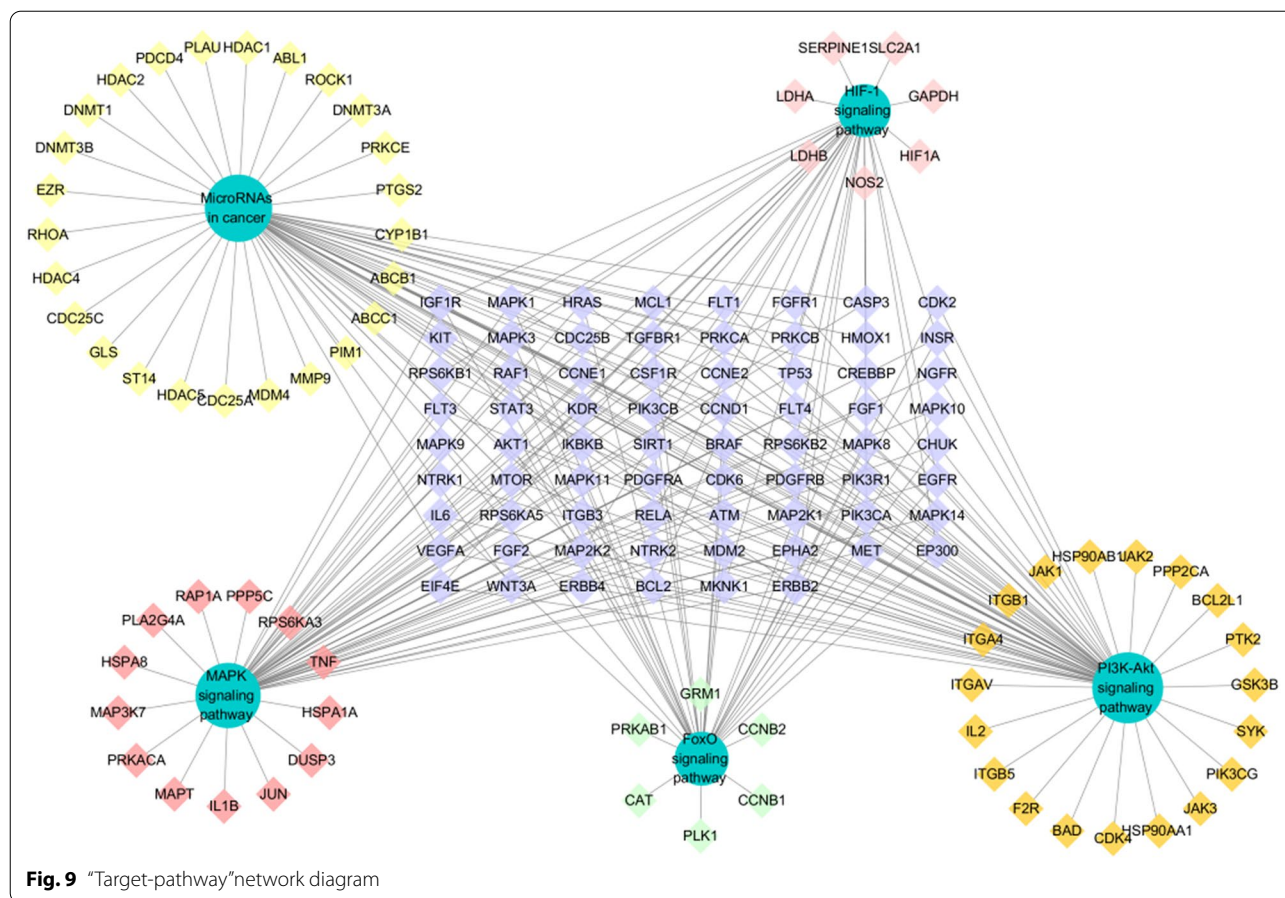 PLAU
HDAC1
PDCD4
ABL1
HDAC2
ROCK1
DNMT1
DNMT3A
DNMT3B
PRKCE
EZR
PTGS2
MicroRNAs
in cancer
RHOA
CYP1B1
HDAC4
ABCB1
CDC25C
ABCC1
GLS
PIM1
ST14
MMP9
HDAC5
CDC25A
MDM4
SERPINE1
SLC2A1
LDHA
HIF-1
signaling
pathway
GAPDH
LDHB
HIF1A
NOS2
IGF1R MAPK1 HRAS MCL1 FLT1 FGFR1 CASP3 CDK2
KIT MAPK3 CDC25B TGFBR1 PRKCA PRKCB HMOX1 INSR
RPS6KB1 RAF1 CCNE1 CSF1R CCNE2 TP53 CREBBP NGFR
FLT3 STAT3 KDR PIK3CB CCND1 FLT4 FGF1 MAPK10
MAPK9 AKT1 IKBKB SIRT1 BRAF RPS6KB2 MAPK8 CHUK
NTRK1 MTOR MAPK11 PDGFRA CDK6 PDGFRB PIK3R1 EGFR
IL6 RPS6KA5 ITGB3 RELA ATM MAP2K1 PIK3CA MAPK14
VEGFA FGF2 MAP2K2 NTRK2 MDM2 EPHA2 MET EP300
EIF4E WNT3A ERBB4 BCL2 MKNK1 ERBB2
RAP1A
PPP5C
PLA2G4A
RPS6KA3
HSPA8
TNF
MAPK
signaling
pathway
MAP3K7
HSPA1A
PRKACA
DUSP3
MAPT
IL1B
JUN
GRM1
PRKAB1
CCNB2
FoxO
signaling
pathway
CAT
CCNB1
PLK1
HSP90AB1
JAK2
JAK1
PPP2CA
ITGB1
BCL2L1
ITGA4
PTK2
ITGAV
PI3K-Akt
signaling
pathway
GSK3B
IL2
SYK
ITGB5
PIK3CG
F2R
JAK3
BAD
CDK4
HSP90AA1
Fig. 9 “Target-pathway”network diagram